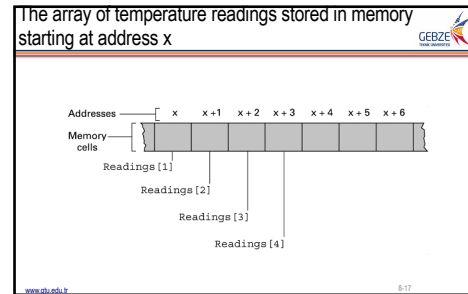 The array of temperature readings stored in memory
starting at address x
GEBZE
TEKNİK ÜNİVERSİTESİ
Addresses x x +1 x + 2 x + 3 x + 4 x + 5 x + 6
Memory
cells
Readings[1]
Readings[2]
Readings[3]
Readings[4]
www.gtu.edu.tr 8-17